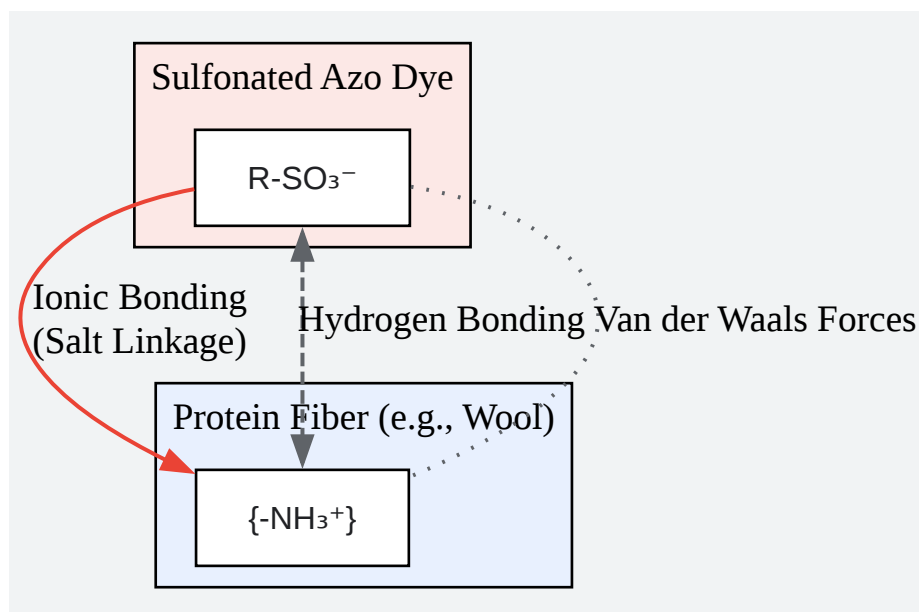 Sulfonated Azo Dye
R-SO₃⁻
Ionic Bonding
(Salt Linkage)
Hydrogen Bonding
Van der Waals Forces
Protein Fiber (e.g., Wool)
{-NH₃⁺}